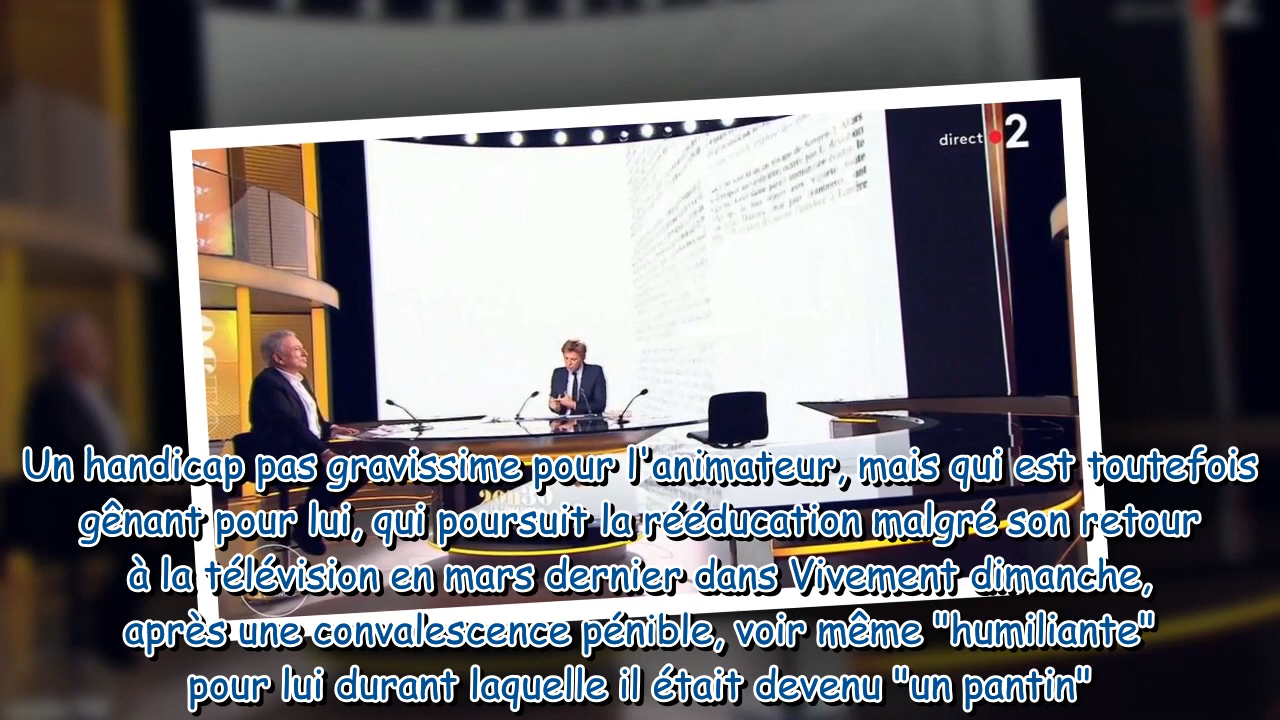 direct 2
Un handicap pas gravissime pour l'animateur, mais qui est toutefois
gênant pour lui, qui poursuit la rééducation malgré son retour
à la télévision en mars dernier dans Vivement dimanche,
après une convalescence pénible, voir même "humiliante"
pour lui durant laquelle il était devenu "un pantin"